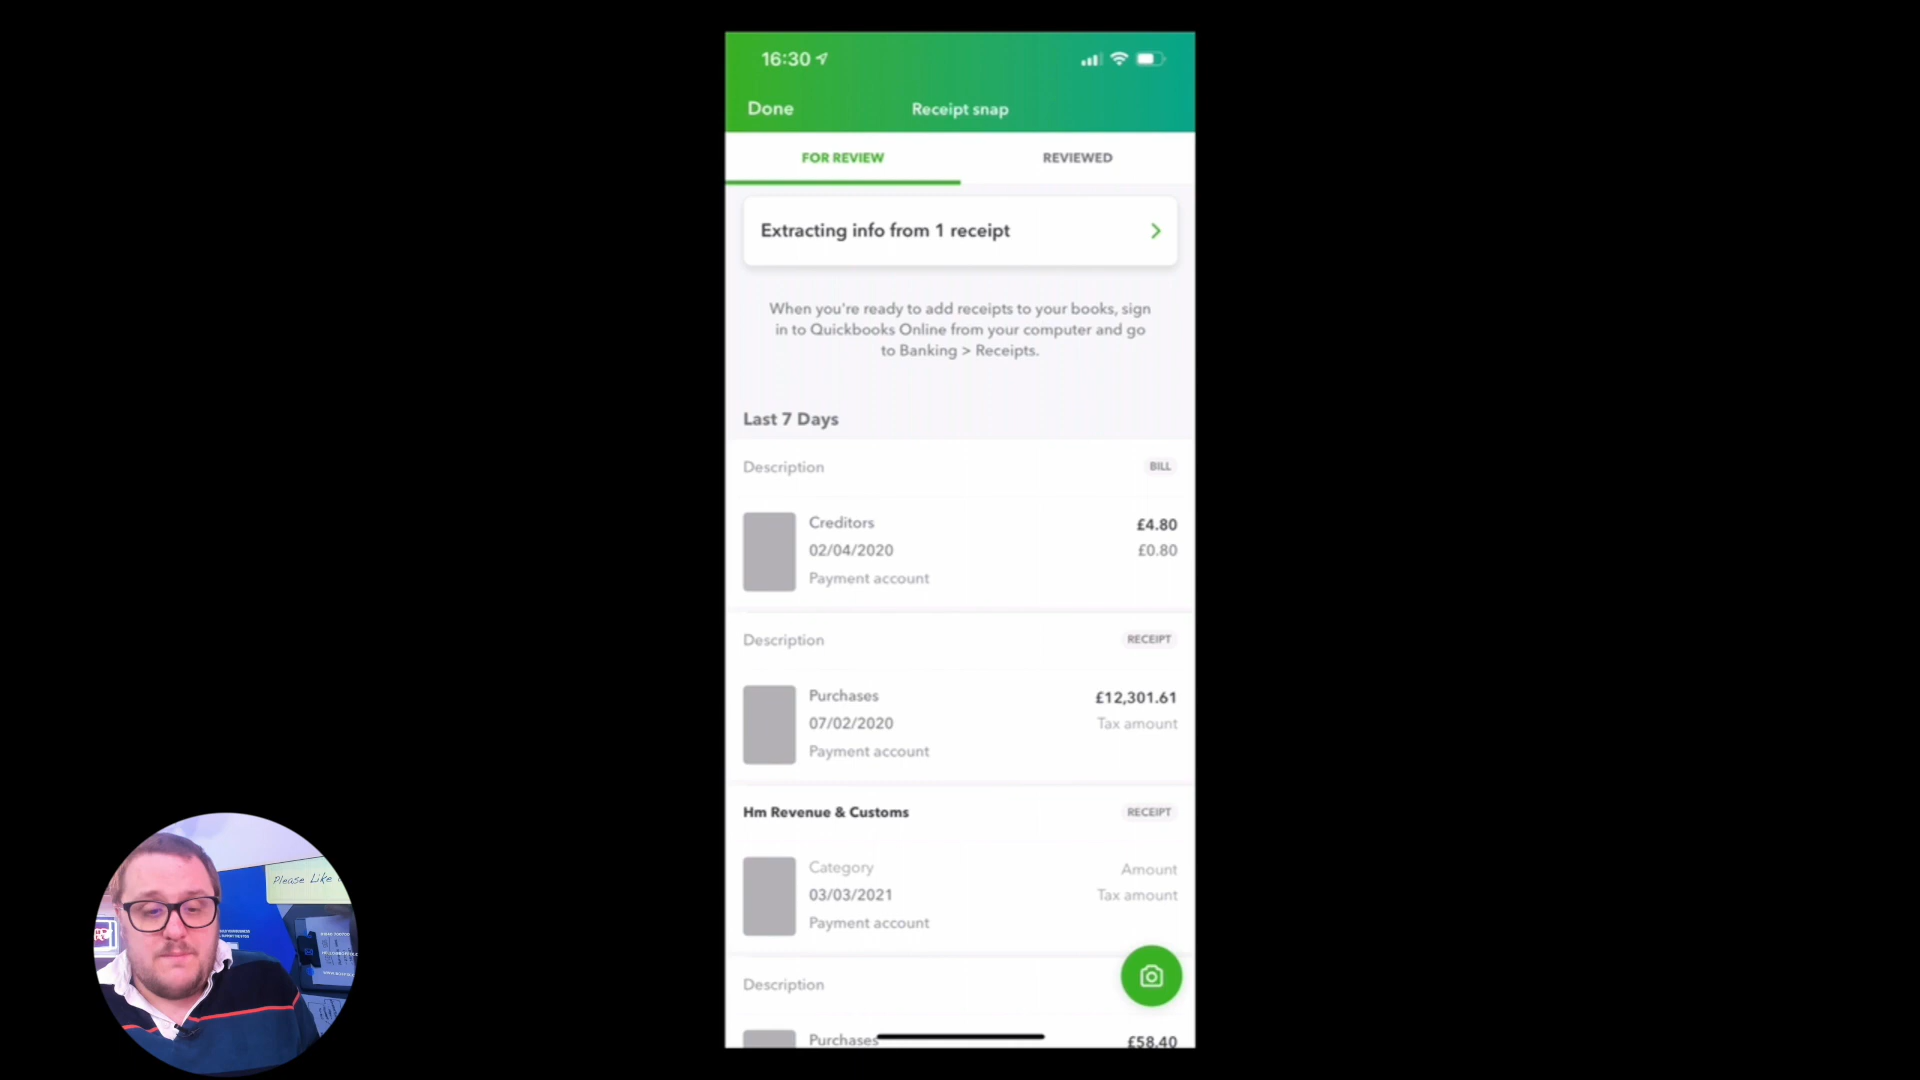 16:30
Done
Receipt snap
FOR REVIEW
REVIEWED
Extracting info from 1 receipt
When you're ready to add receipts to your books, sign
in to Quickbooks Online from your computer and go
to Banking > Receipts.
Last 7 Days
Description
BILL
Creditors
£4.80
02/04/2020
£0.80
Payment account
Description
RECEIPT
Purchases
£12,301.61
07/02/2020
Tax amount
Payment account
Hm Revenue & Customs
RECEIPT
Category
Amount
03/03/2021
Tax amount
Payment account
Description
Purchases
£58.40
Please Like